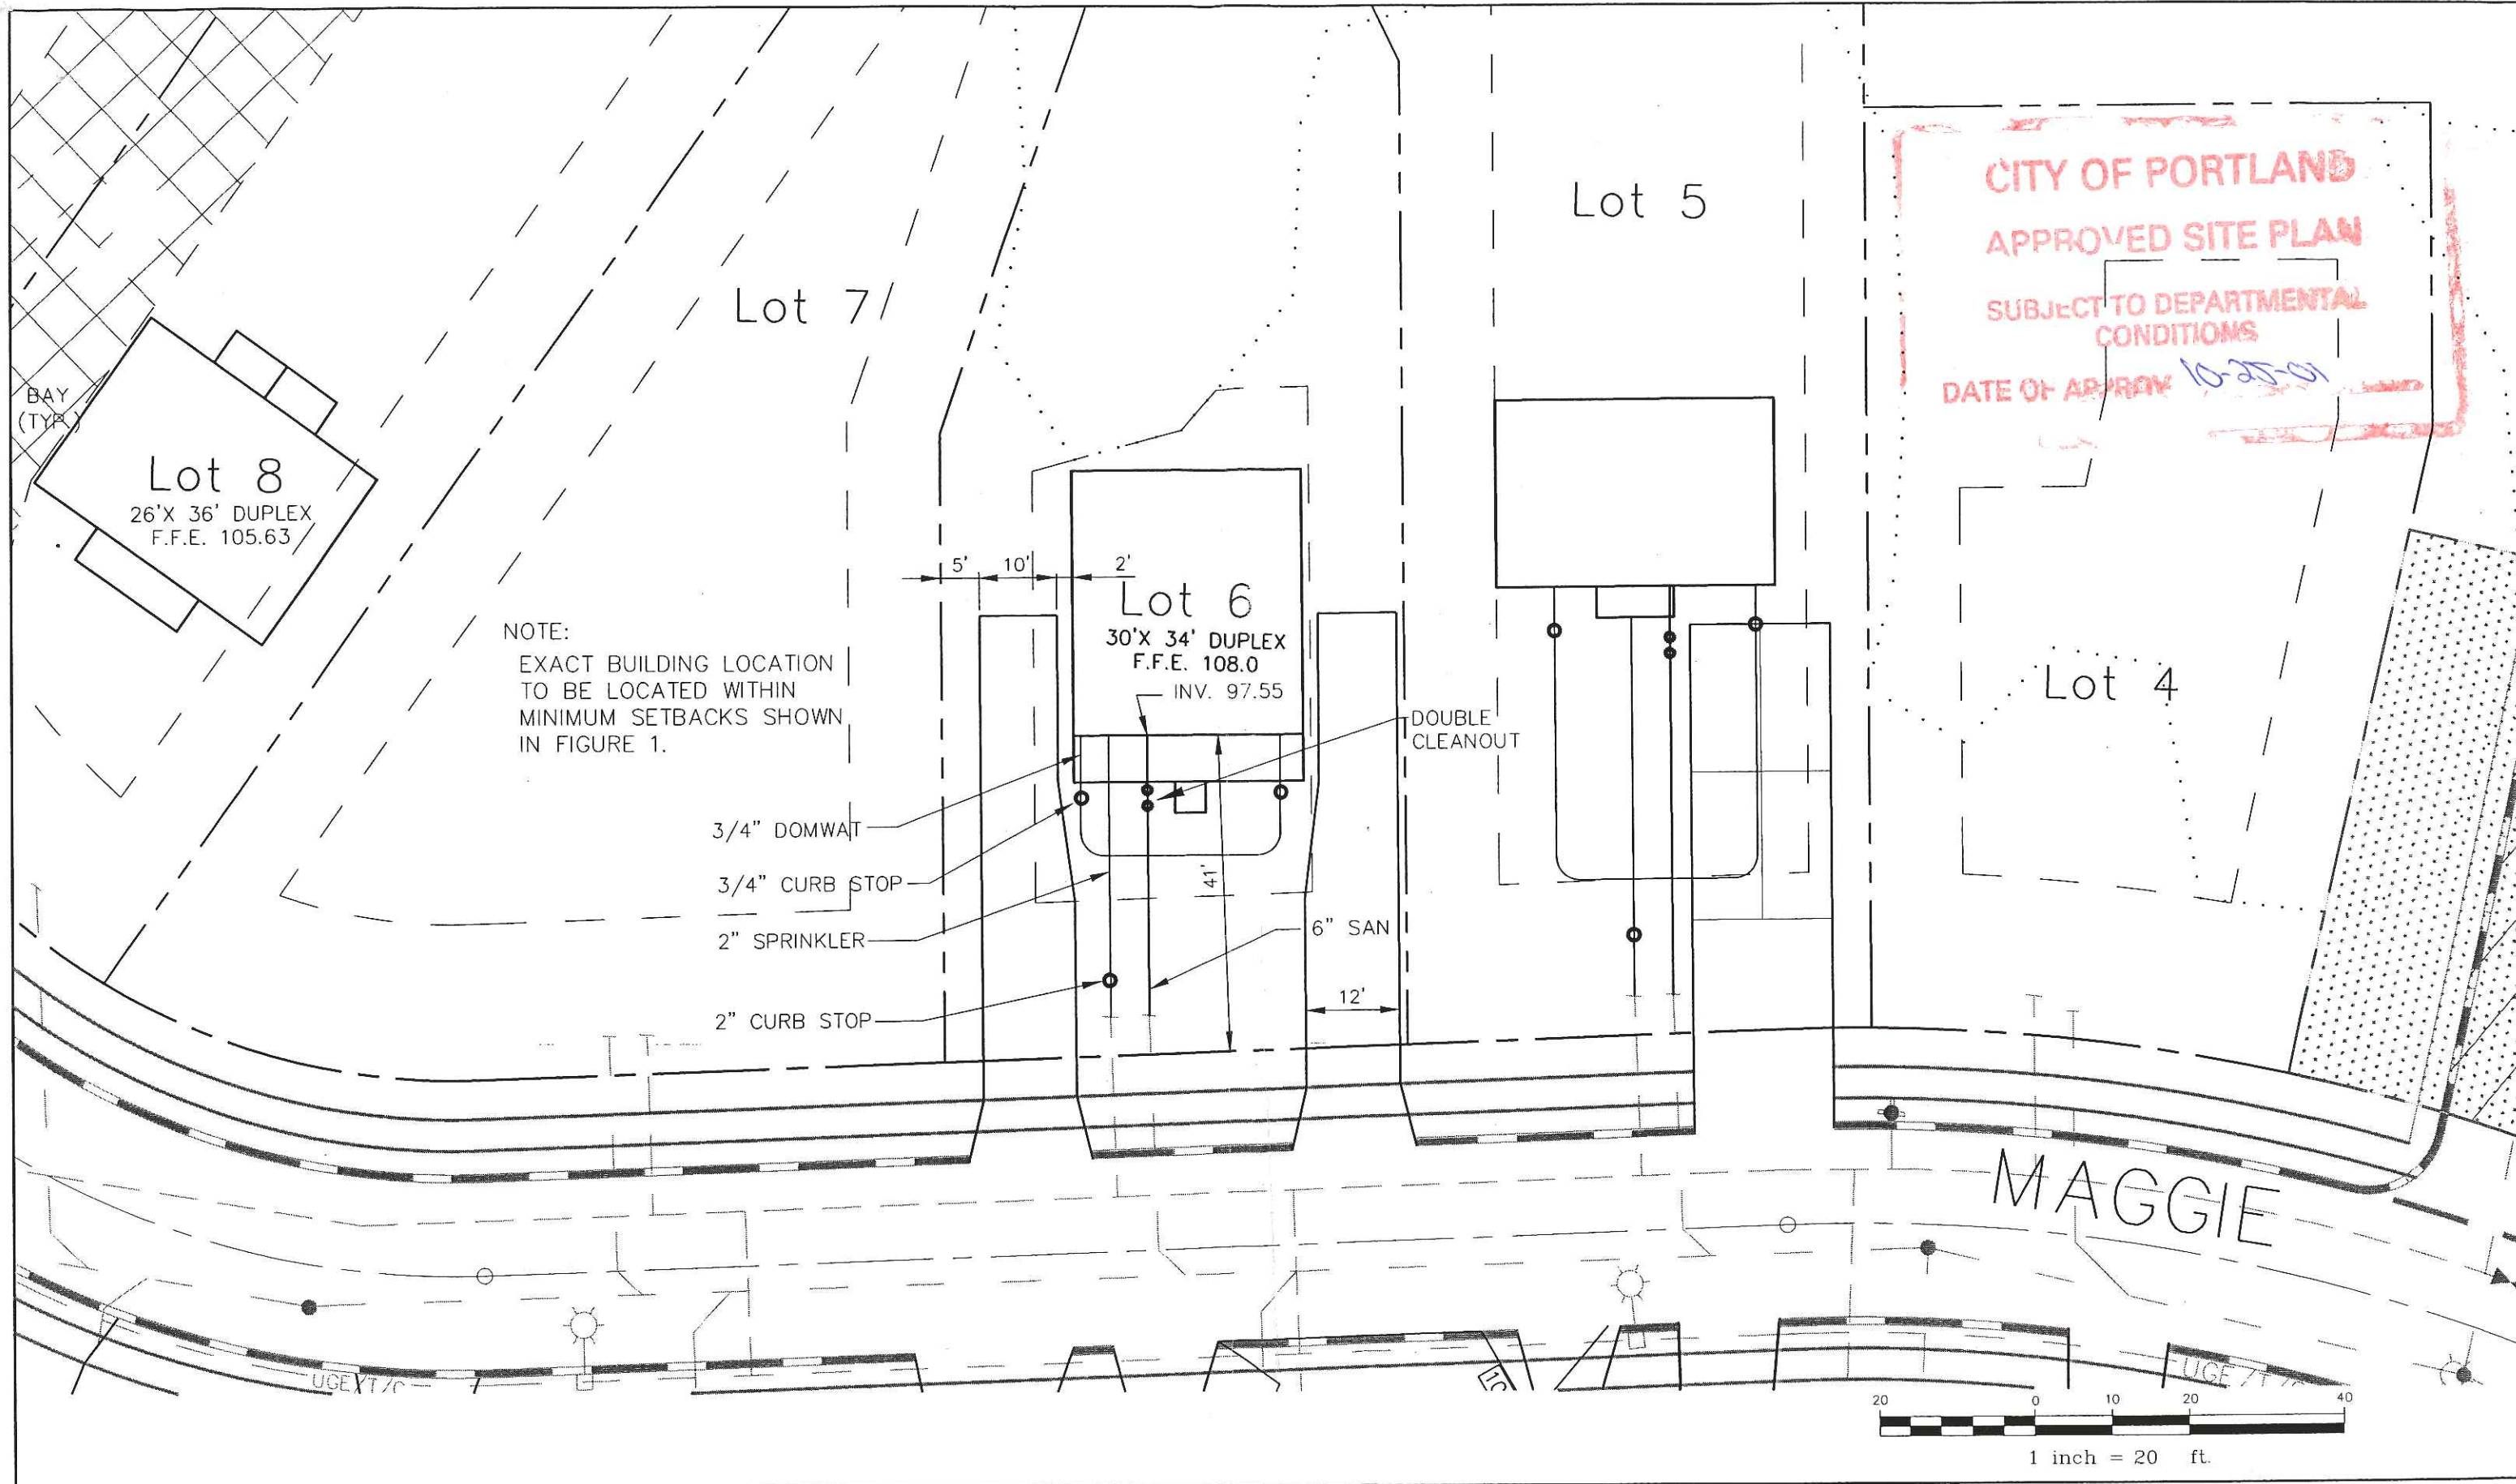 CITY OF PORTLAND
APPROVED SITE PLAN
SUBJECT TO DEPARTMENTAL
CONDITIONS
DATE OF APPROV 10-25-01
Lot 5
Lot 7
BAY
(TYP.)
Lot 8
26'X 36' DUPLEX
F.F.E. 105.63
5'
10'
2'
Lot 6
30'X 34' DUPLEX
F.F.E. 108.0
INV. 97.55
NOTE:
EXACT BUILDING LOCATION
TO BE LOCATED WITHIN
MINIMUM SETBACKS SHOWN
IN FIGURE 1.
Lot 4
DOUBLE
CLEANOUT
3/4" DOMWAT
3/4" CURB STOP
41'
2" SPRINKLER
6" SAN
12'
2" CURB STOP
MAGGIE
UGE/T/C
UGE/T/C
20
0
10
20
40
1 inch = 20 ft.